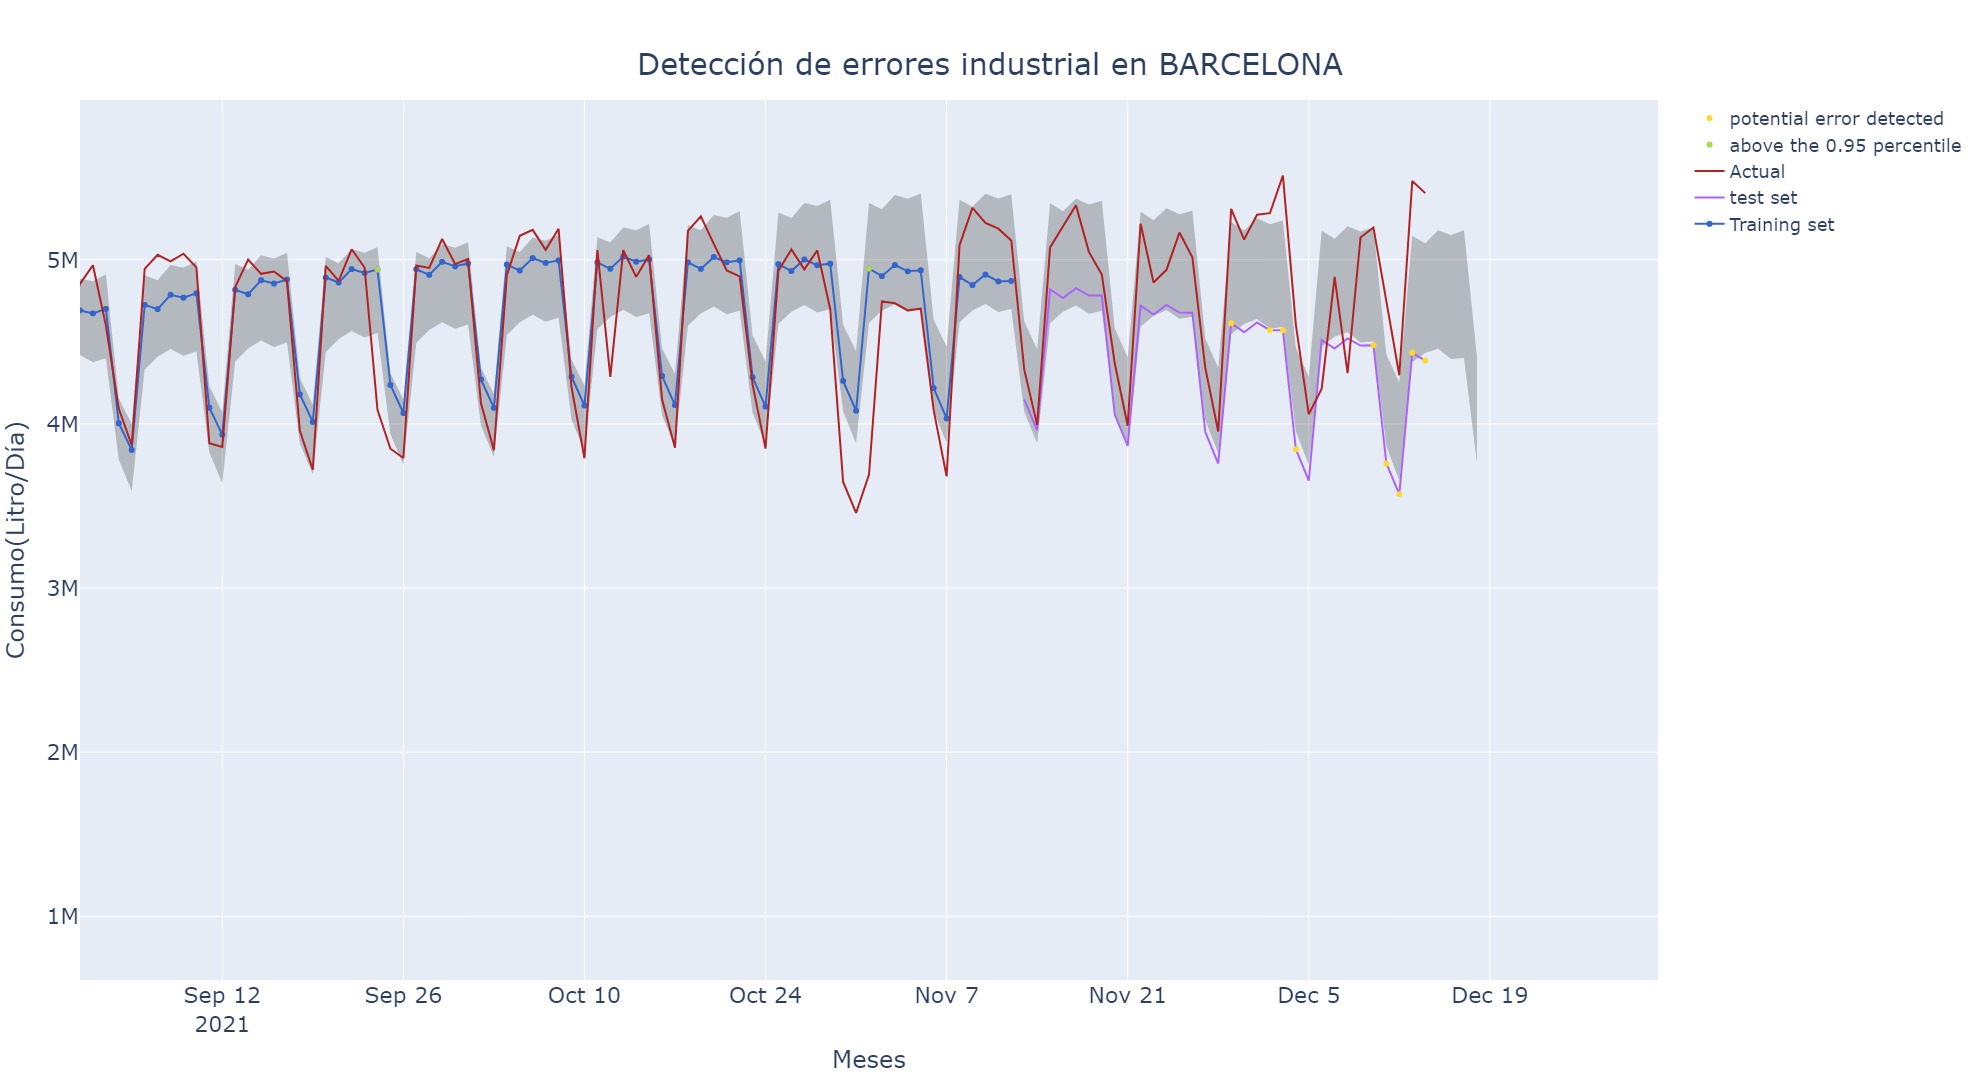 Detección de errores industrial en BARCELONA
potential error detected
above the 0.95 percentile
Actual
test set
Training set
Consumo(Litro/Día)
5M
4M
3M
2M
1M
Sep 12
2021
Sep 26
Oct 10
Oct 24
Nov 7
Nov 21
Dec 5
Dec 19
Meses